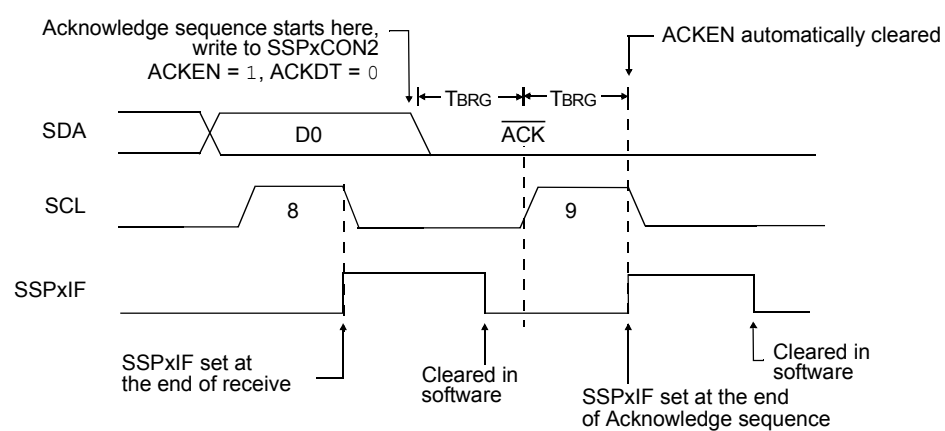 Acknowledge sequence starts here,
write to SSPxCON2
ACKEN = 1, ACKDT = 0
ACKEN automatically cleared
TBRG
TBRG
SDA
D0
ACK
SCL
8
9
SSPxIF
SSPxIF set at
the end of receive
Cleared in
software
SSPxIF set at the end
of Acknowledge sequence
Cleared in
software